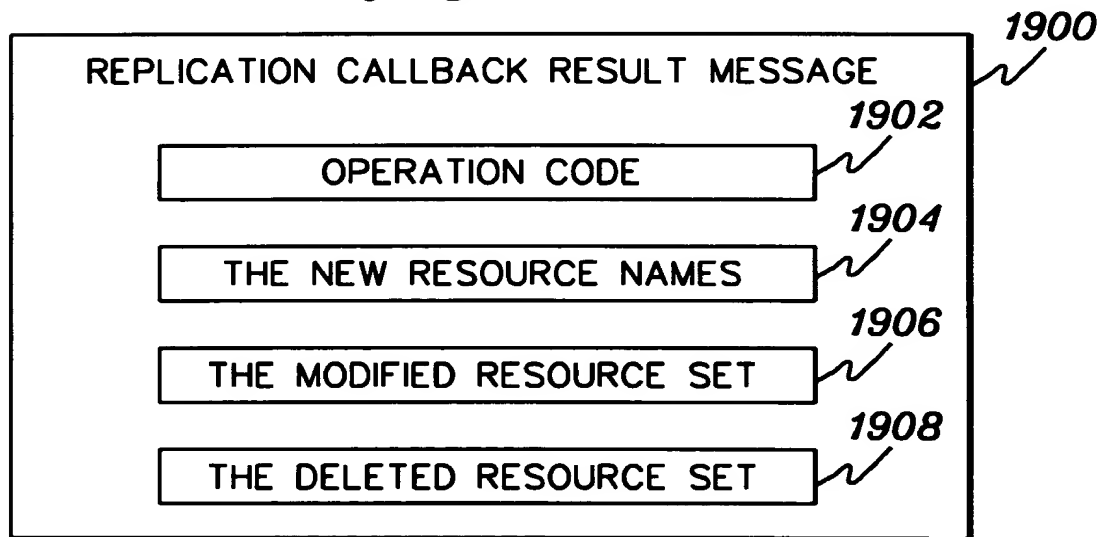 1900
REPLICATION CALLBACK RESULT MESSAGE
1902
OPERATION CODE
1904
THE NEW RESOURCE NAMES
1906
THE MODIFIED RESOURCE SET
1908
THE DELETED RESOURCE SET